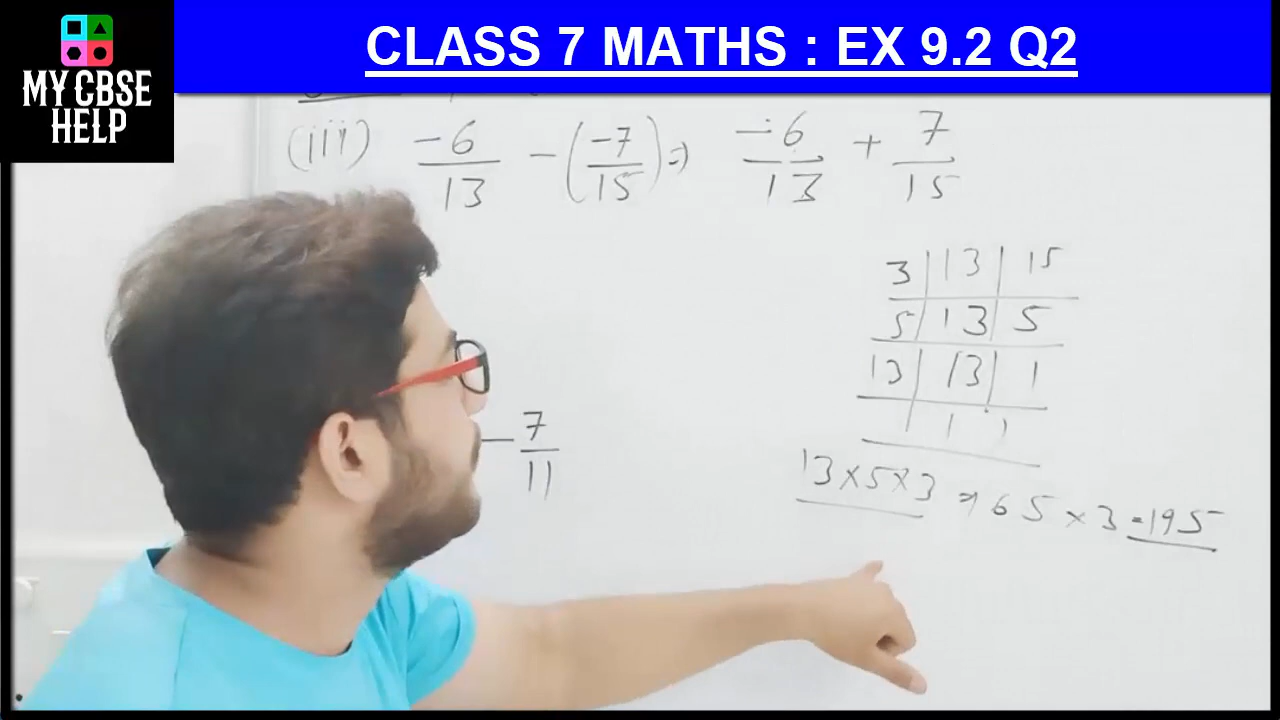 MY CBSE
HELP
CLASS 7 MATHS : EX 9.2 Q2
(iii) -6/13 - (-7/15) ⇒ -6/13 + 7/15
3 | 13 | 15
5 | 13 | 5
13 | 13 | 1
| 1 | 1
- 7/11
13×5×3 ⇒ 65 × 3 = 195